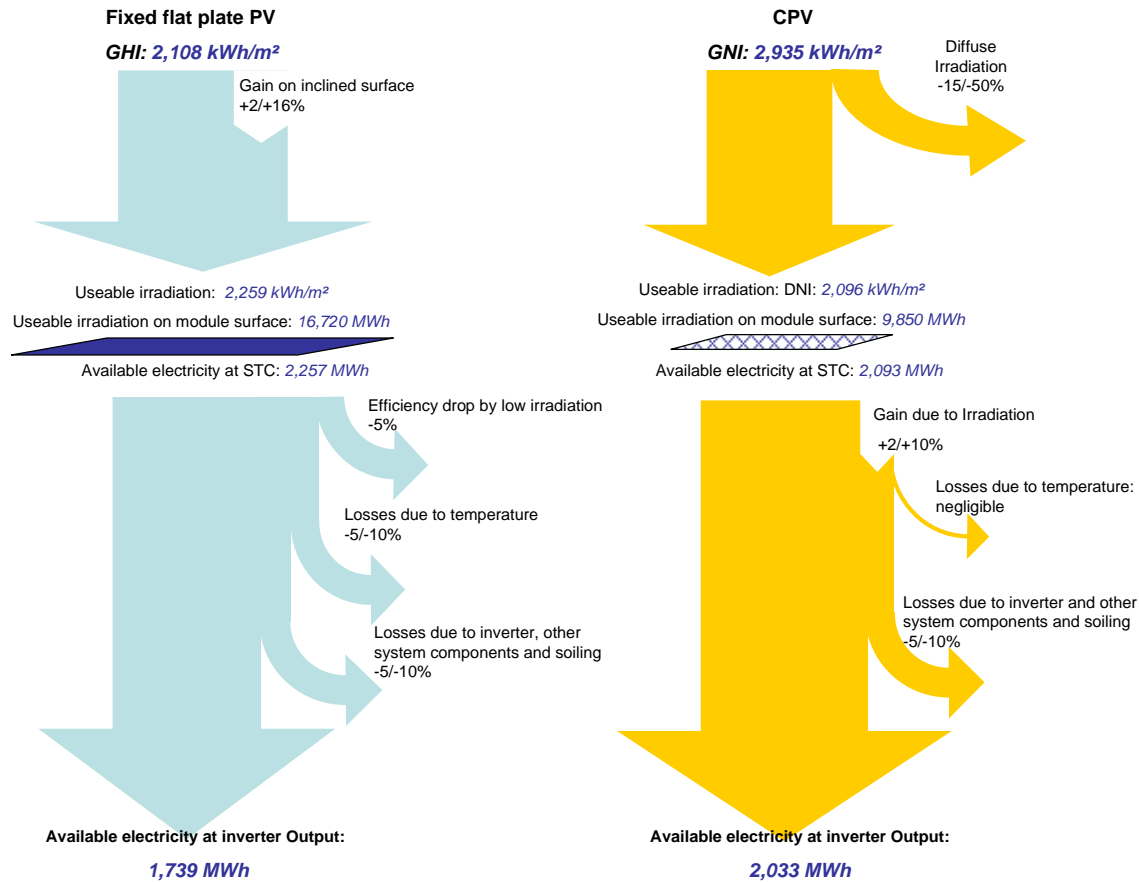 Fixed flat plate PV
GHI: 2,108 kWh/m²
Gain on inclined surface
+2/+16%
Useable irradiation: 2,259 kWh/m²
Useable irradiation on module surface: 16,720 MWh
Available electricity at STC: 2,257 MWh
Efficiency drop by low irradiation
-5%
Losses due to temperature
-5/-10%
Losses due to inverter, other
system components and soiling
-5/-10%
Available electricity at inverter Output:
1,739 MWh
CPV
GNI: 2,935 kWh/m²
Diffuse
Irradiation
-15/-50%
Useable irradiation: DNI: 2,096 kWh/m²
Useable irradiation on module surface: 9,850 MWh
Available electricity at STC: 2,093 MWh
Gain due to Irradiation
+2/+10%
Losses due to temperature:
negligible
Losses due to inverter and other
system components and soiling
-5/-10%
Available electricity at inverter Output:
2,033 MWh